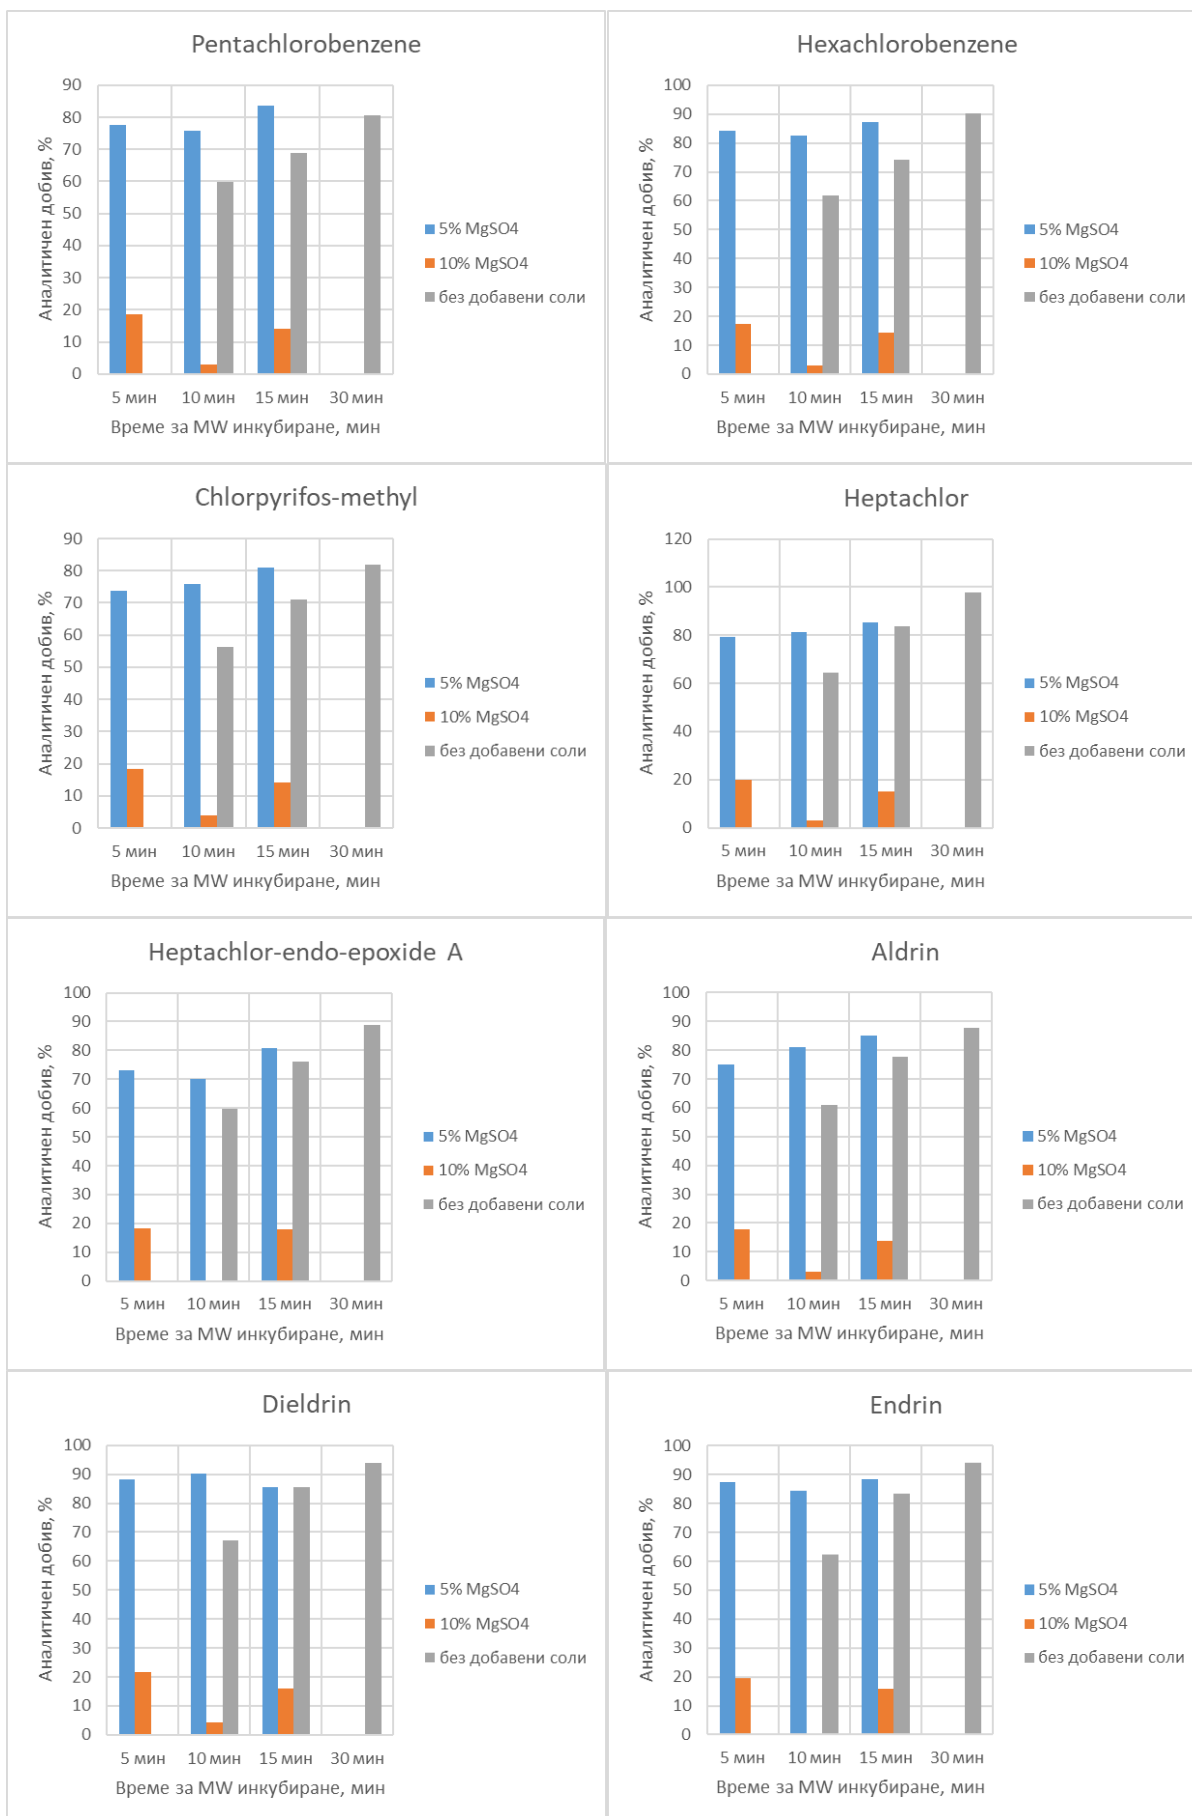 Pentachlorobenzene
Аналитичен добив, %
90
80
70
60
50
40
30
20
10
0
5 мин 10 мин 15 мин 30 мин
Време за MW инкубиране, мин
5% MgSO4
10% MgSO4
без добавени соли
Hexachlorobenzene
Аналитичен добив, %
100
90
80
70
60
50
40
30
20
10
0
5 мин 10 мин 15 мин 30 мин
Време за MW инкубиране, мин
5% MgSO4
10% MgSO4
без добавени соли
Chlorpyrifos-methyl
Аналитичен добив, %
90
80
70
60
50
40
30
20
10
0
5 мин 10 мин 15 мин 30 мин
Време за MW инкубиране, мин
5% MgSO4
10% MgSO4
без добавени соли
Heptachlor
Аналитичен добив, %
120
100
80
60
40
20
0
5 мин 10 мин 15 мин 30 мин
Време за MW инкубиране, мин
5% MgSO4
10% MgSO4
без добавени соли
Heptachlor-endo-epoxide A
Аналитичен добив, %
100
90
80
70
60
50
40
30
20
10
0
5 мин 10 мин 15 мин 30 мин
Време за MW инкубиране, мин
5% MgSO4
10% MgSO4
без добавени соли
Aldrin
Аналитичен добив, %
100
90
80
70
60
50
40
30
20
10
0
5 мин 10 мин 15 мин 30 мин
Време за MW инкубиране, мин
5% MgSO4
10% MgSO4
без добавени соли
Dieldrin
Аналитичен добив, %
100
90
80
70
60
50
40
30
20
10
0
5 мин 10 мин 15 мин 30 мин
Време за MW инкубиране, мин
5% MgSO4
10% MgSO4
без добавени соли
Endrin
Аналитичен добив, %
100
90
80
70
60
50
40
30
20
10
0
5 мин 10 мин 15 мин 30 мин
Време за MW инкубиране, мин
5% MgSO4
10% MgSO4
без добавени соли